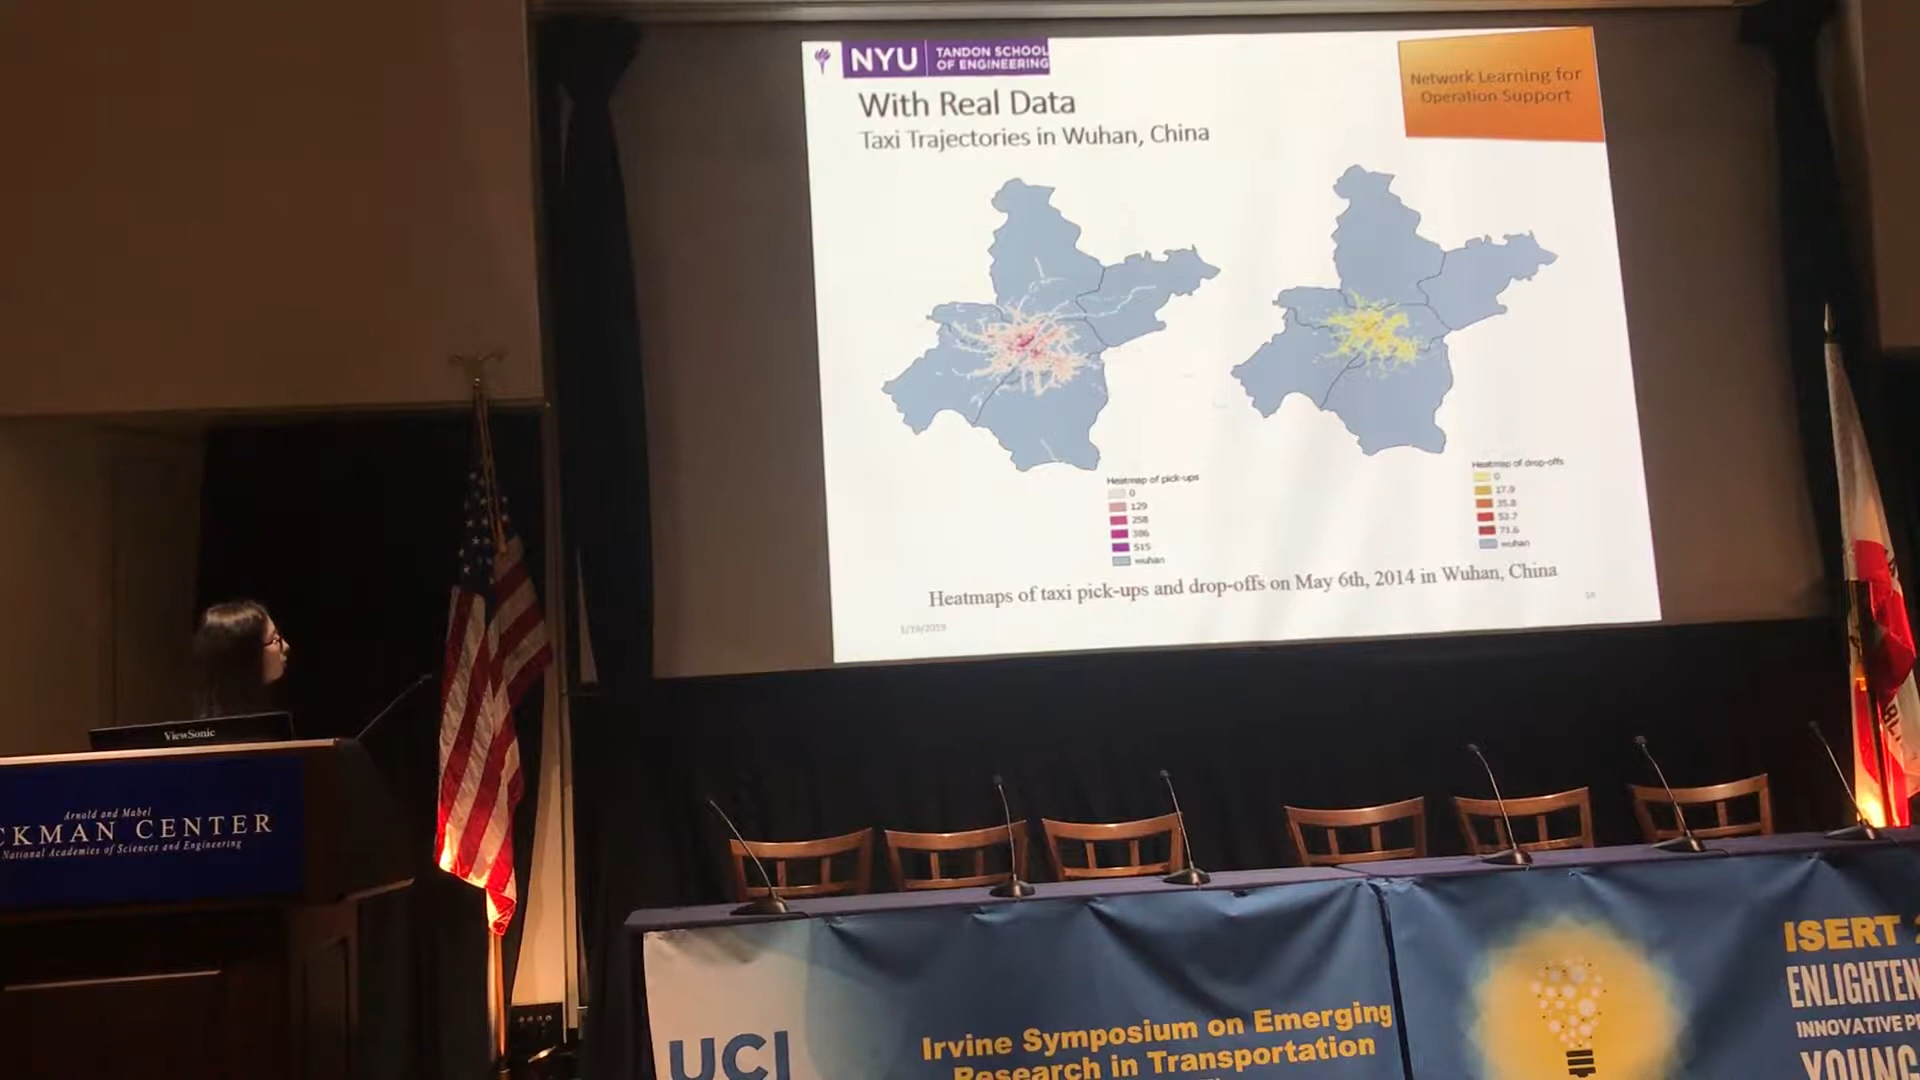 NYU
TANDON SCHOOL
OF ENGINEERING
Network Learning for
Operation Support
With Real Data
Taxi Trajectories in Wuhan, China
Heatmap of pick-ups
0
129
258
386
515
wuhan
Heatmap of drop-offs
0
17.9
35.8
53.7
71.6
wuhan
Heatmaps of taxi pick-ups and drop-offs on May 6th, 2014 in Wuhan, China
ViewSonic
Arnold and Mabel
CKMAN CENTER
National Academies of Sciences and Engineering
UCI
Irvine Symposium on Emerging
Research in Transportation
ISERT
ENLIGHTEN
INNOVATIVE
YOUNG